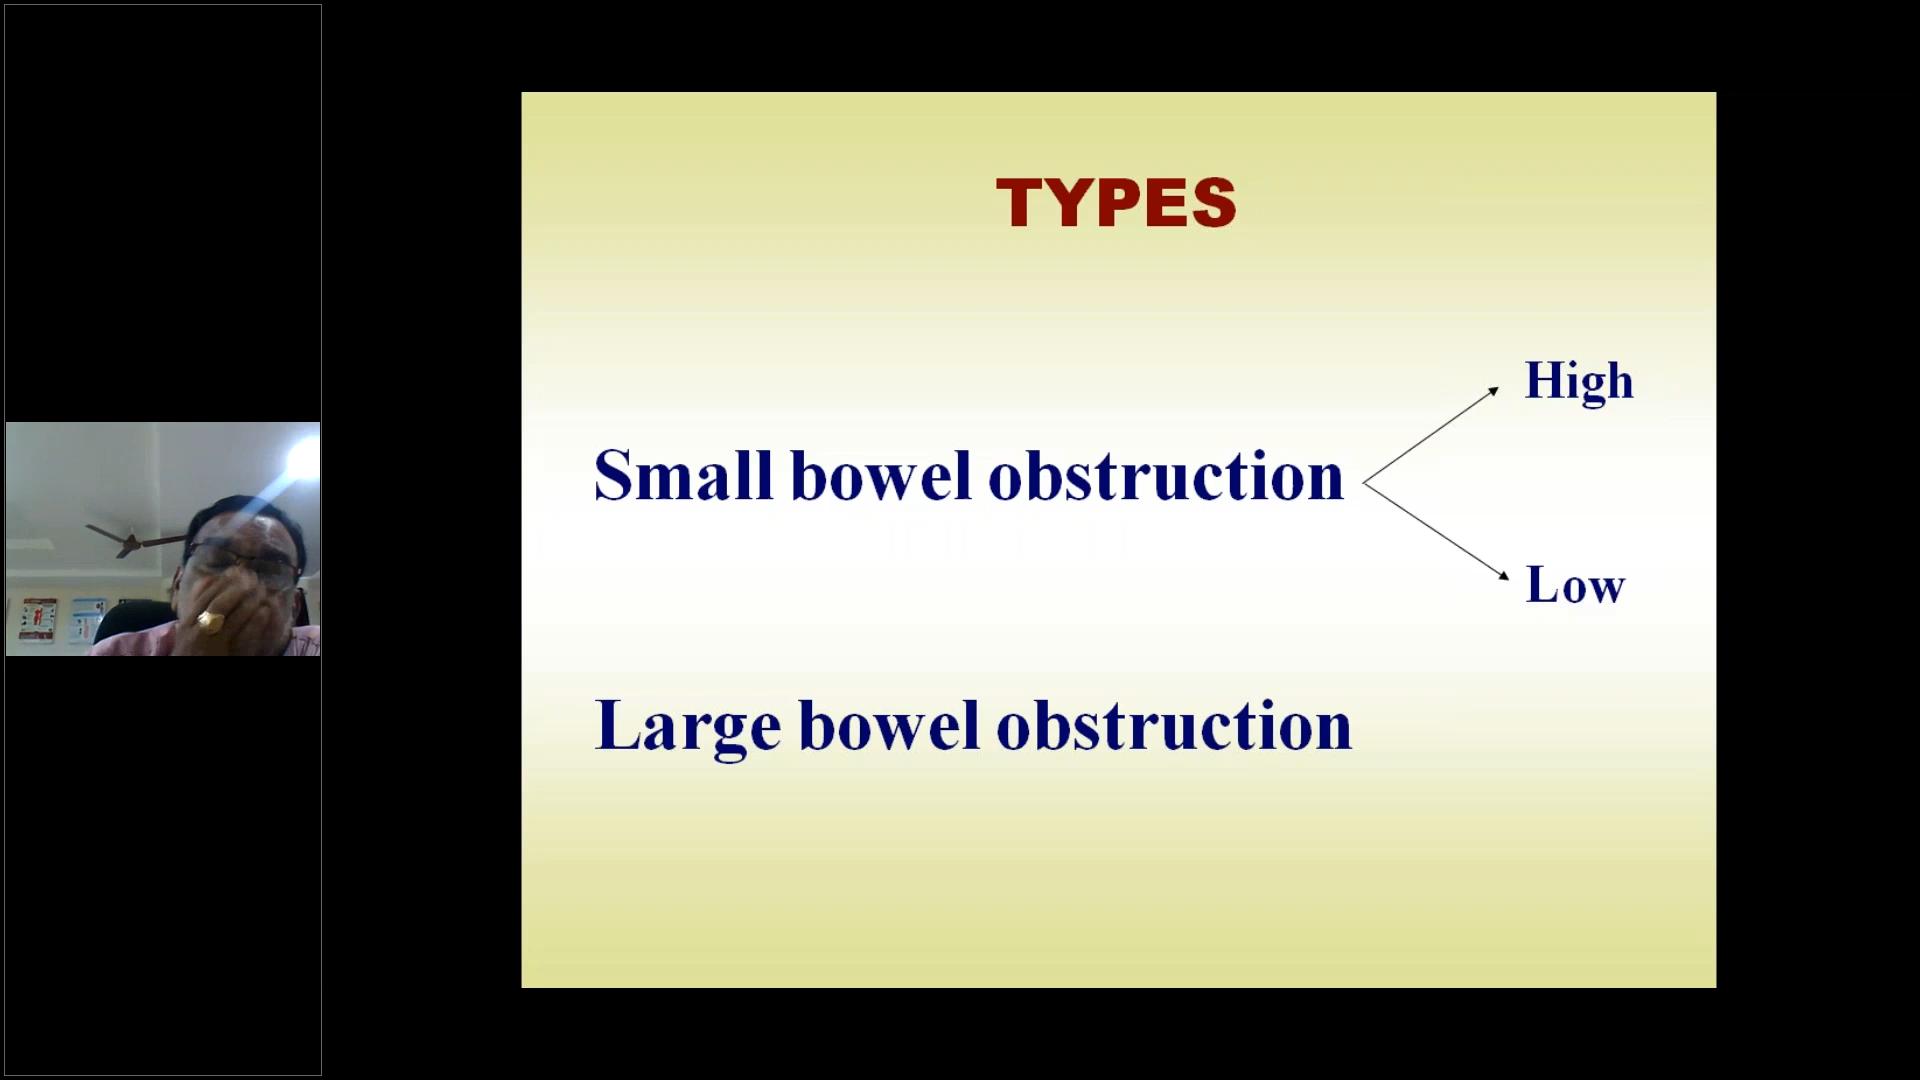 TYPES
High
Small bowel obstruction
Low
Large bowel obstruction